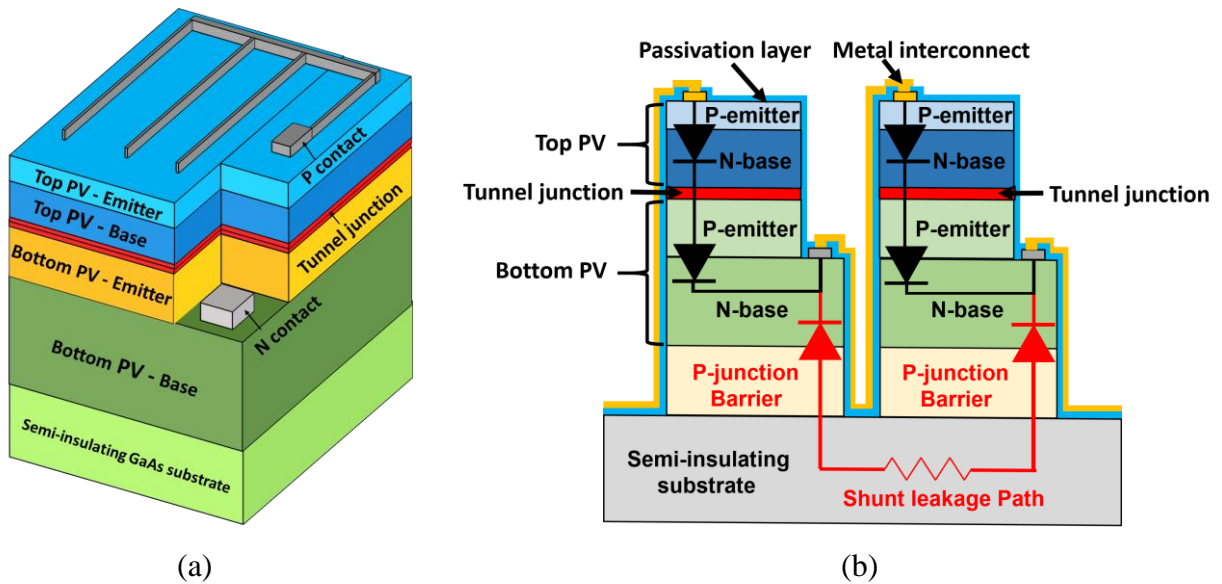 P contact
Top PV - Emitter
Top PV - Base
Tunnel junction
Bottom PV - Emitter
N contact
Bottom PV - Base
Semi-insulating GaAs substrate
(a)
Passivation layer
Metal interconnect
P-emitter
P-emitter
Top PV
N-base
N-base
Tunnel junction
Tunnel junction
P-emitter
P-emitter
Bottom PV
N-base
N-base
P-junction
Barrier
P-junction
Barrier
Semi-insulating
substrate
Shunt leakage Path
(b)